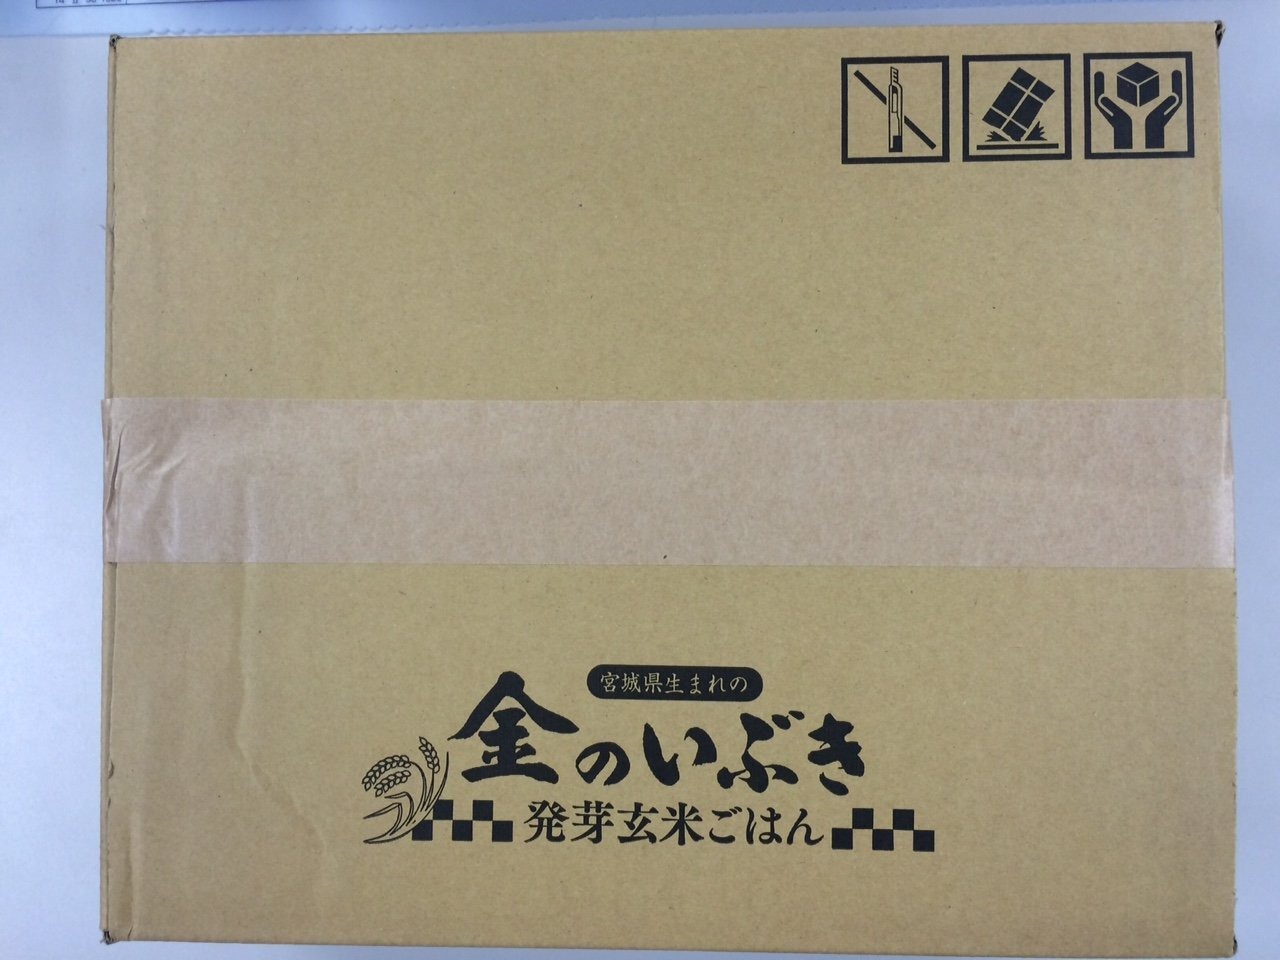 宮城県生まれの
金のいぶき
発芽玄米ごはん